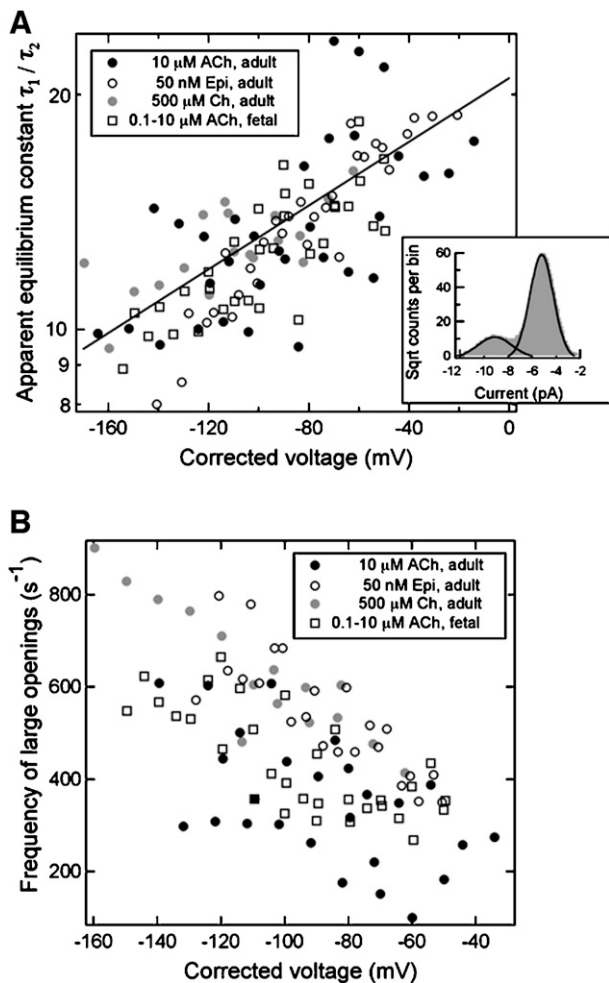 A
Apparent equilibrium constant τ1 / τ2
10 μM ACh, adult
50 nM Epi, adult
500 μM Ch, adult
0.1-10 μM ACh, fetal
20
10
9
8
-160
-120
-80
-40
0
Corrected voltage (mV)
Sqrt counts per bin
60
40
20
0
-12
-10
-8
-6
-4
-2
Current (pA)
B
Frequency of large openings (s⁻¹)
10 μM ACh, adult
50 nM Epi, adult
500 μM Ch, adult
0.1-10 μM ACh, fetal
800
600
400
200
-160
-140
-120
-100
-80
-60
-40
Corrected voltage (mV)